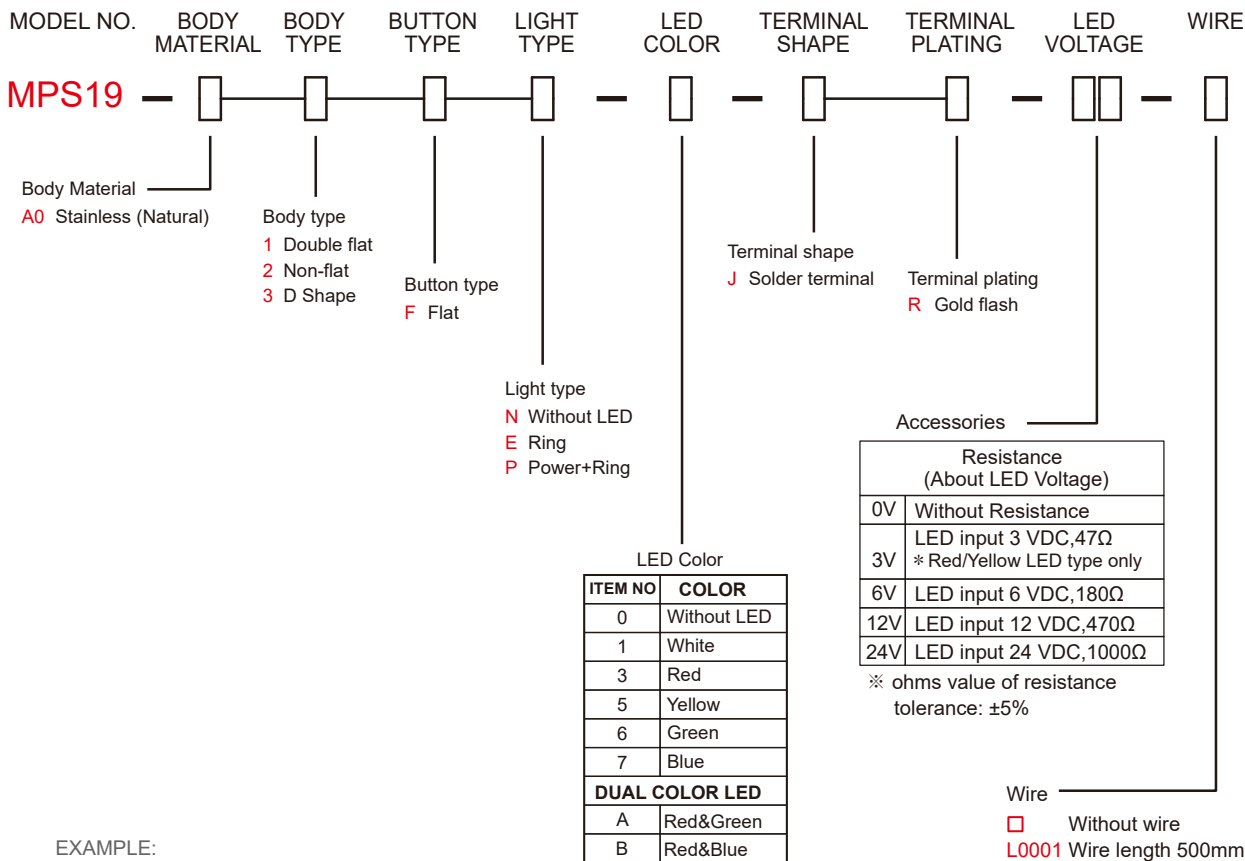 MODEL NO. BODY MATERIAL BODY TYPE BUTTON TYPE LIGHT TYPE LED COLOR TERMINAL SHAPE TERMINAL PLATING LED VOLTAGE WIRE
MPS19
Body Material
A0 Stainless (Natural)
Body type
1 Double flat
2 Non-flat
3 D Shape
Button type
F Flat
Light type
N Without LED
E Ring
P Power+Ring
LED Color
ITEM NO COLOR
0 Without LED
1 White
3 Red
5 Yellow
6 Green
7 Blue
DUAL COLOR LED
A Red&Green
B Red&Blue
Terminal shape
J Solder terminal
Terminal plating
R Gold flash
Accessories
Resistance
(About LED Voltage)
0V Without Resistance
3V LED input 3 VDC,47Ω
＊Red/Yellow LED type only
6V LED input 6 VDC,180Ω
12V LED input 12 VDC,470Ω
24V LED input 24 VDC,1000Ω
※ ohms value of resistance
tolerance: ±5%
Wire
□ Without wire
L0001 Wire length 500mm
EXAMPLE: